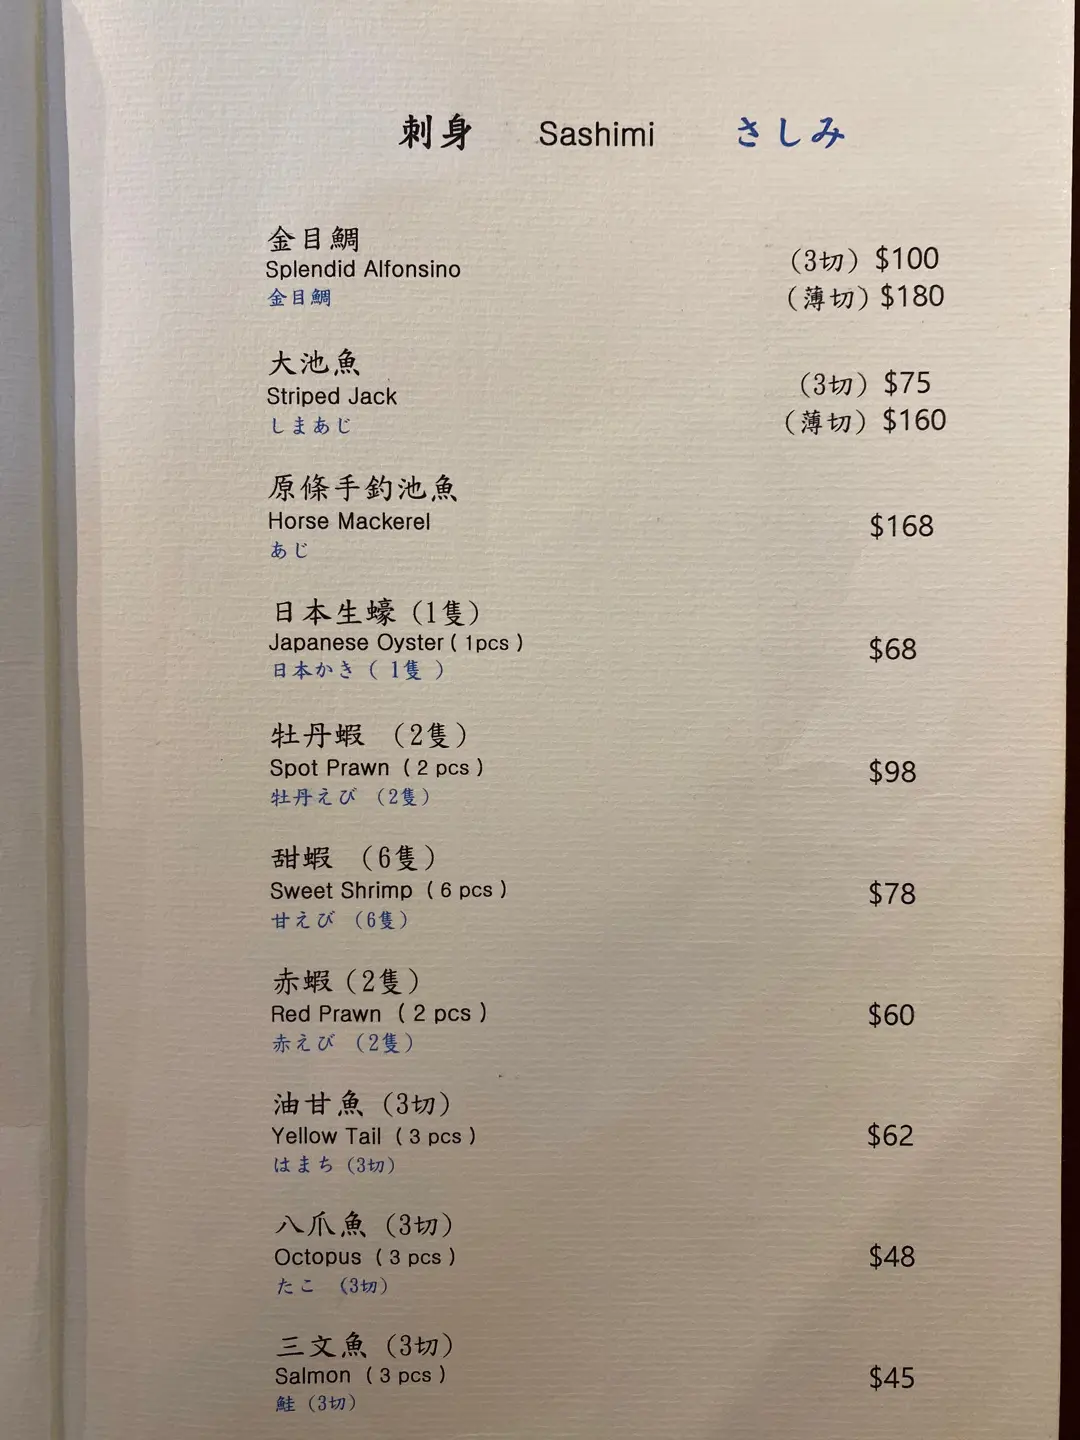 刺身 Sashimi さしみ
金目鯛
Splendid Alfonsino
金目鯛
(3切) $100
(薄切) $180
大池魚
Striped Jack
しまあじ
(3切) $75
(薄切) $160
原條手釣池魚
Horse Mackerel
あじ
$168
日本生蠔 (1隻)
Japanese Oyster ( 1pcs )
日本かき ( 1隻 )
$68
牡丹蝦 (2隻)
Spot Prawn ( 2 pcs )
牡丹えび (2隻)
$98
甜蝦 (6隻)
Sweet Shrimp ( 6 pcs )
甘えび (6隻)
$78
赤蝦 (2隻)
Red Prawn ( 2 pcs )
赤えび (2隻)
$60
油甘魚 (3切)
Yellow Tail ( 3 pcs )
はまち (3切)
$62
八爪魚 (3切)
Octopus ( 3 pcs )
たこ (3切)
$48
三文魚 (3切)
Salmon ( 3 pcs )
鮭 (3切)
$45